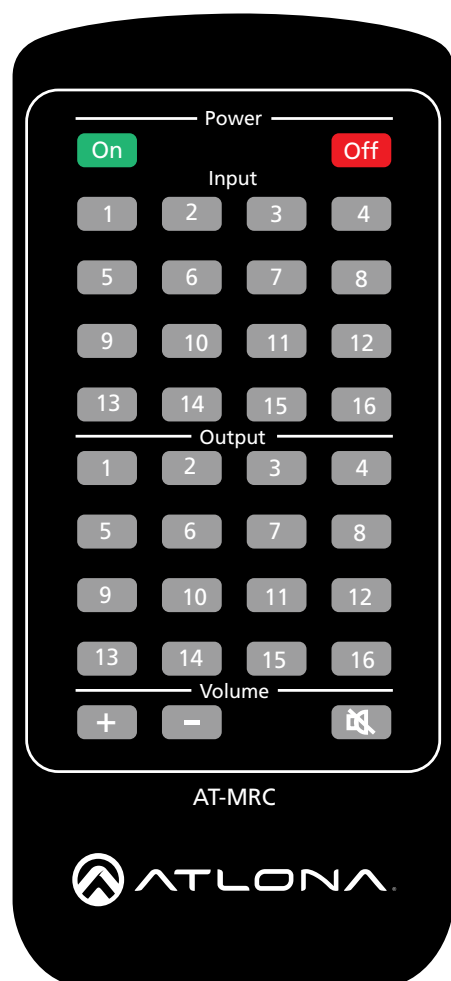 Power
On Off
Input
1 2 3 4
5 6 7 8
9 10 11 12
13 14 15 16
Output
1 2 3 4
5 6 7 8
9 10 11 12
13 14 15 16
Volume
+ -
AT-MRC
ATLONA